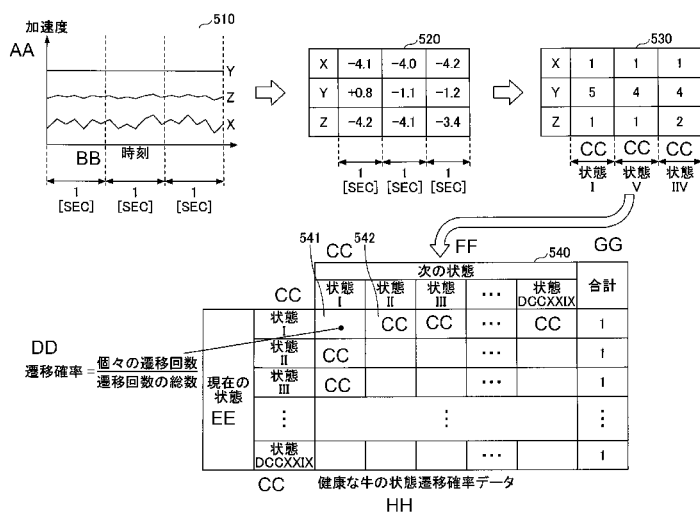 加速度
510
AA
Y
Z
X
BB
時刻
1
[SEC]
1
[SEC]
1
[SEC]
520
X -4.1 -4.0 -4.2
Y +0.8 -1.1 -1.2
Z -4.2 -4.1 -3.4
1
[SEC]
1
[SEC]
1
[SEC]
530
X 1 1 1
Y 5 4 4
Z 1 1 2
CC CC CC
状態
I
状態
V
状態
IIV
541
CC
542
FF
540
GG
次の状態
合計
CC
状態
I
状態
II
状態
III
•••
状態
DCCXXIX
現在の
状態
EE
状態
I
CC CC ••• CC 1
状態
II
CC ••• 1
状態
III
CC ••• 1
状態
DCCXXIX
••• 1
DD
遷移確率=
個々の遷移回数
遷移回数の総数
CC
健康な牛の状態遷移確率データ
HH